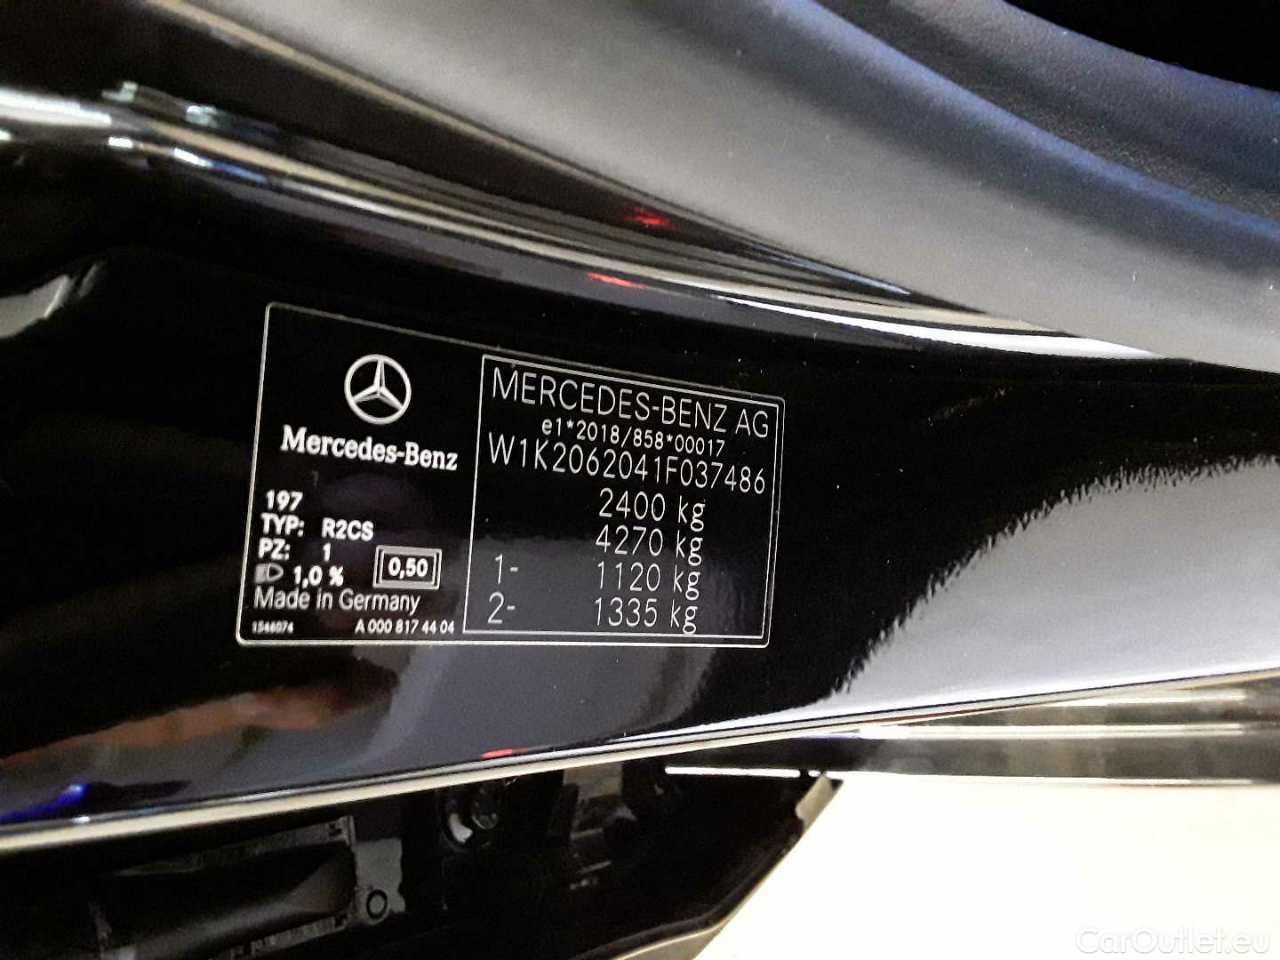 Mercedes-Benz
197
TYP: R2CS
PZ: 1
1,0 %
0,50
Made in Germany
1544074
A 000 817 44 04
MERCEDES-BENZ AG
e1*2018/858*00017
W1K2062041F037486
2400 kg
4270 kg
1- 1120 kg
2- 1335 kg
CarOutlet.eu